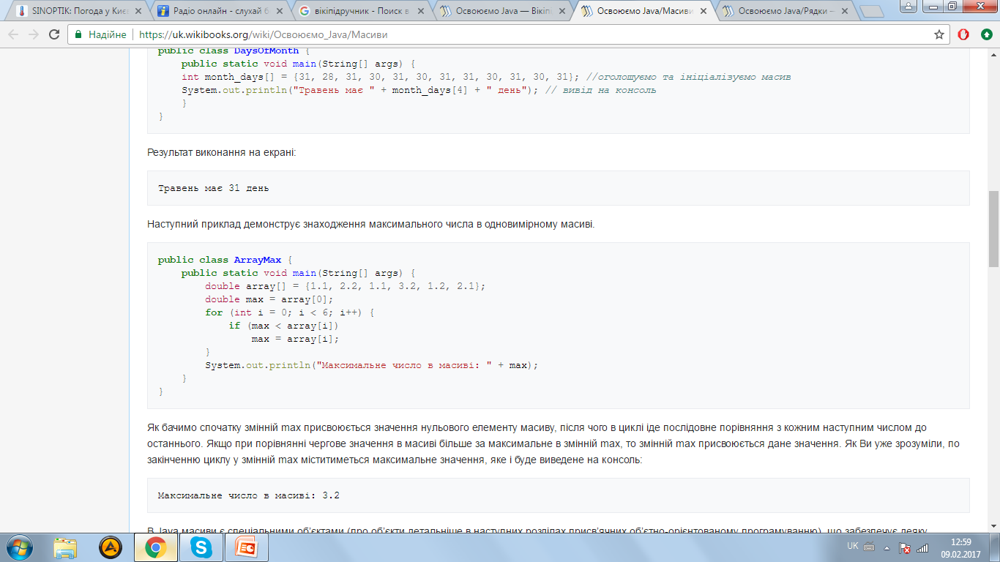 SINOPTIK: Погода у Києв
Радіо онлайн - слухай б
вікіпідручник - Поиск в
Освоюємо Java — Вікіп
Освоюємо Java/Масиви
Освоюємо Java/Рядки –
Надійне
https://uk.wikibooks.org/wiki/Освоюємо_Java/Масиви
public class DaysOfMonth {
public static void main(String[] args) {
int month_days[] = {31, 28, 31, 30, 31, 30, 31, 31, 30, 31, 30, 31}; //оголошуємо та ініціалізуємо масив
System.out.println("Травень має " + month_days[4] + " день"); // вивід на консоль
}
}
Результат виконання на екрані:
Травень має 31 день
Наступний приклад демонструє знаходження максимального числа в одновимірному масиві.
public class ArrayMax {
public static void main(String[] args) {
double array[] = {1.1, 2.2, 1.1, 3.2, 1.2, 2.1};
double max = array[0];
for (int i = 0; i < 6; i++) {
if (max < array[i])
max = array[i];
}
System.out.println("Максимальне число в масиві: " + max);
}
}
Як бачимо спочатку змінній max присвоюється значення нульового елементу масиву, після чого в циклі іде послідовне порівняння з кожним наступним числом до
останнього. Якщо при порівнянні чергове значення в масиві більше за максимальне в змінній max, то змінній max присвоюється дане значення. Як Ви уже зрозуміли, по
закінченню циклу у змінній max міститиметься максимальне значення, яке і буде виведене на консоль:
Максимальне число в масиві: 3.2
В Java масиви є спеціальними об'єктами (про об'єкти детальніше в наступних розділах присв'ячних об'єтно-орієнтованому програмуванню), що забезпечує деяку
UK
12:59
09.02.2017